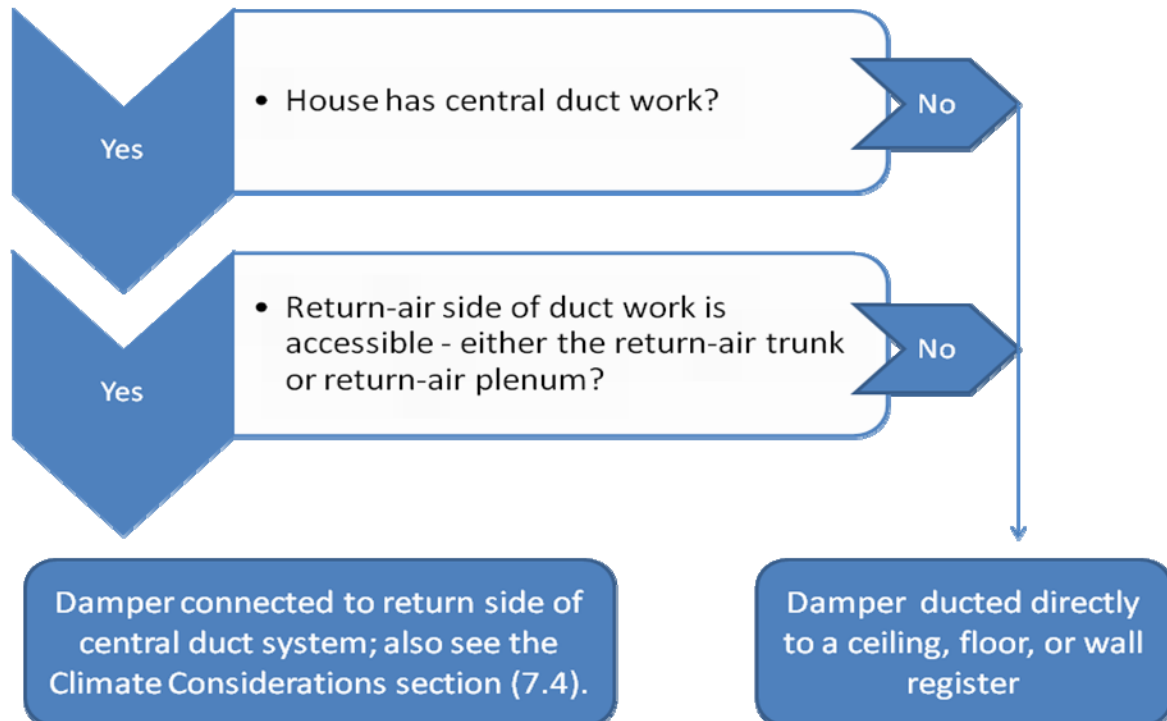 • House has central duct work?
No
Yes
• Return-air side of duct work is
accessible - either the return-air trunk
or return-air plenum?
No
Yes
Damper connected to return side of
central duct system; also see the
Climate Considerations section (7.4).
Damper ducted directly
to a ceiling, floor, or wall
register